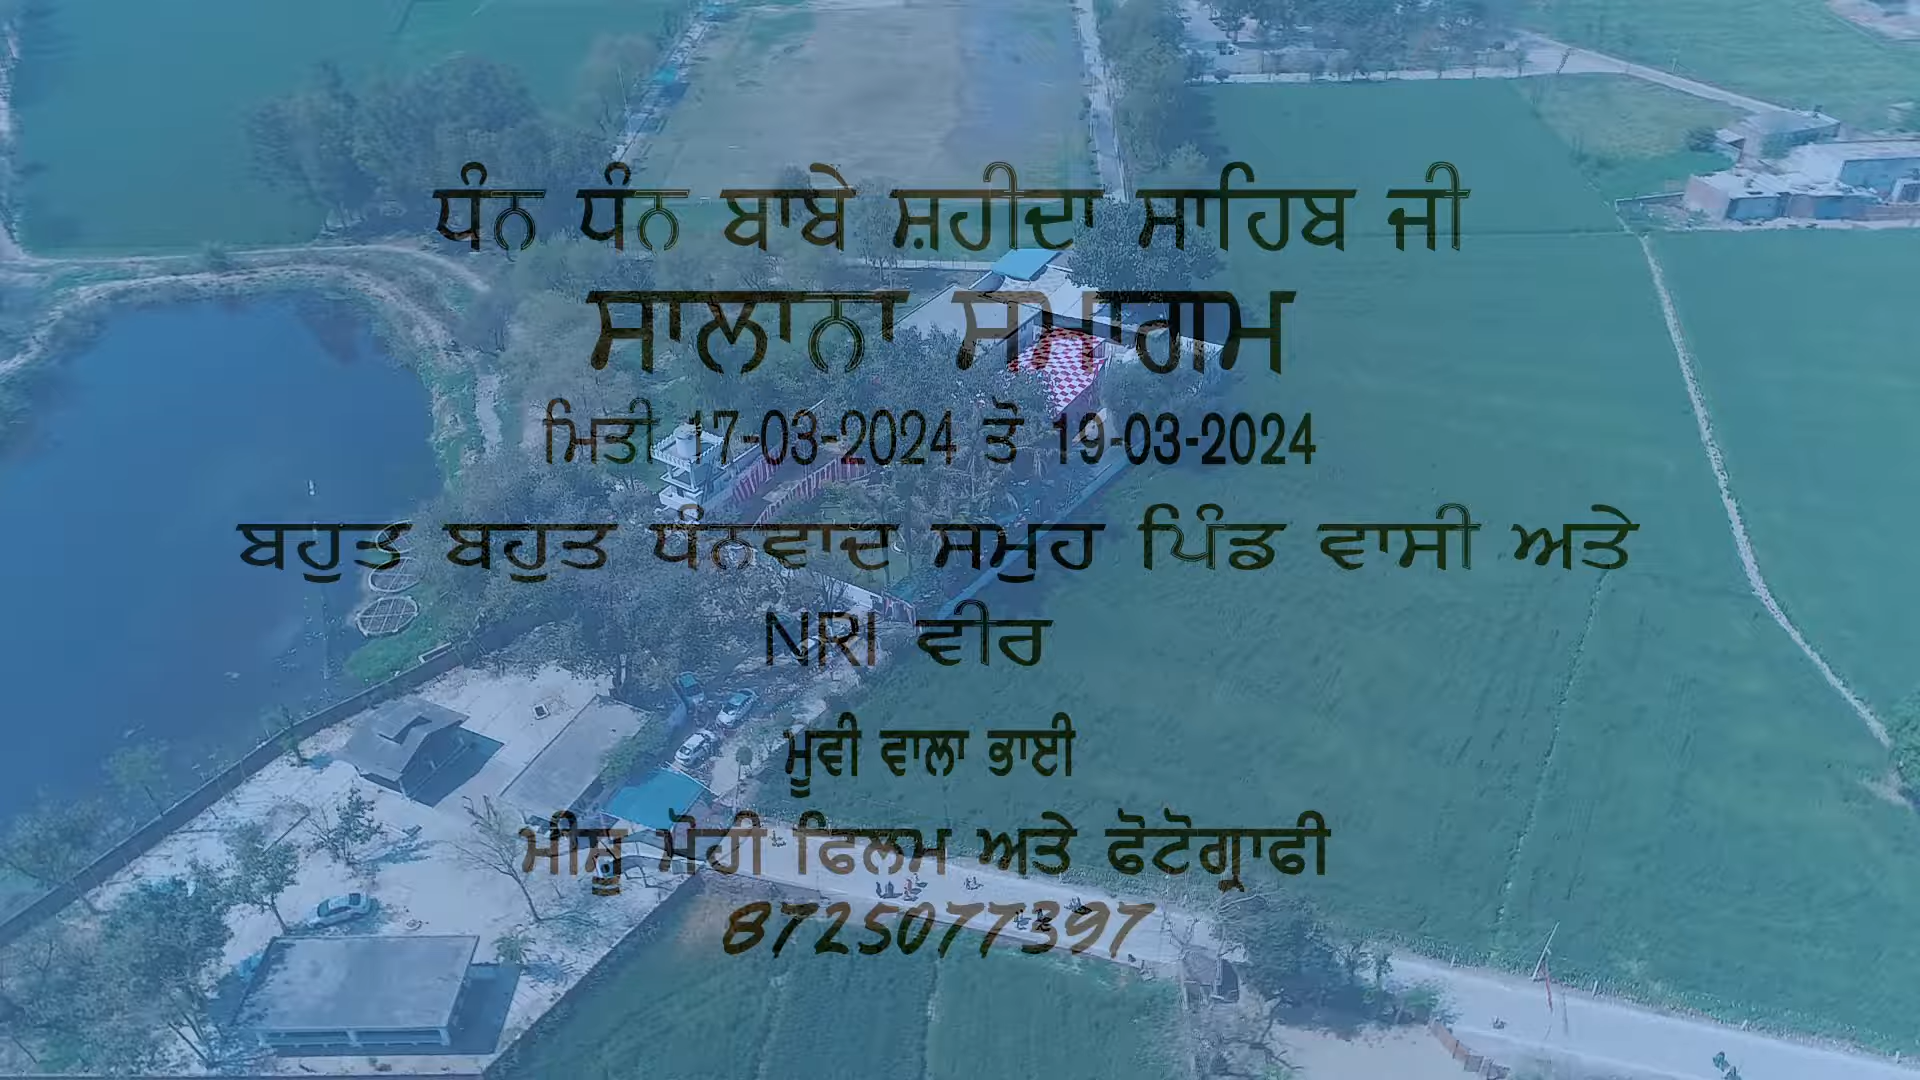 ਧੰਨ ਧੰਨ ਬਾਬੇ ਸ਼ਹੀਦਾ ਸਾਹਿਬ ਜੀ
ਸਾਲਾਨਾ ਸਮਾਗਮ
ਮਿਤੀ 17-03-2024 ਤੋ 19-03-2024
ਬਹੁਤ ਬਹੁਤ ਧੰਨਵਾਦ ਸਮੁਹ ਪਿੰਡ ਵਾਸੀ ਅਤੇ
NRI ਵੀਰ
ਮੂਵੀ ਵਾਲਾ ਭਾਈ
ਮੀਸ਼ੂ ਮੋਹੀ ਫਿਲਮ ਅਤੇ ਫੋਟੋਗ੍ਰਾਫੀ
8725077397